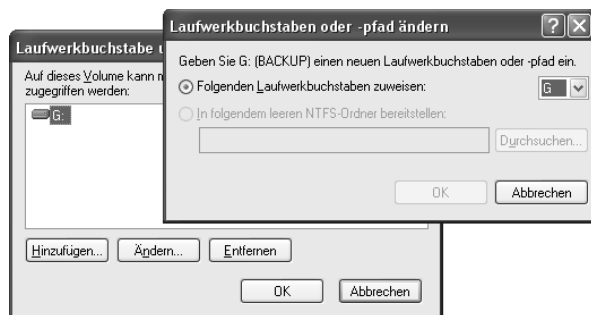 Laufwerkbuchstaben oder -pfad ändern
Geben Sie G: (BACKUP) einen neuen Laufwerkbuchstaben oder -pfad ein.
Folgenden Laufwerkbuchstaben zuweisen:
G
In folgendem leeren NTFS-Ordner bereitstellen:
Durchsuchen...
OK
Abbrechen
Laufwerkbuchstabe
Auf dieses Volume kann
zugegriffen werden:
G:
Hinzufügen...
Ändern...
Entfernen
OK
Abbrechen